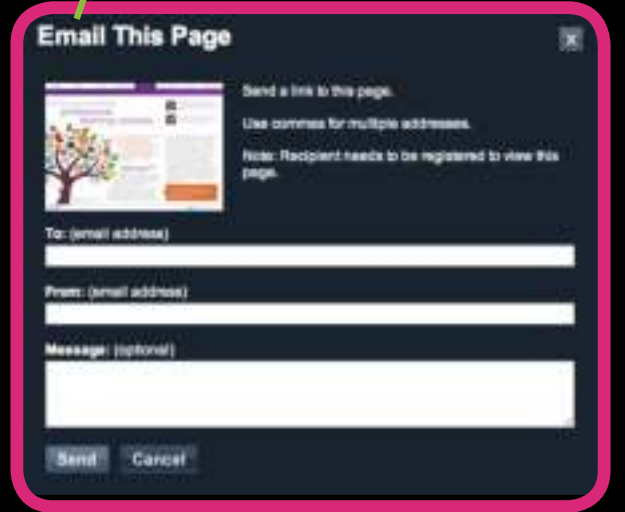 Email This Page
x
Send a link to this page.
Use commas for multiple addresses.
Note: Recipient needs to be registered to view this
page.
To: (email address)
From: (email address)
Message: (optional)
Send
Cancel